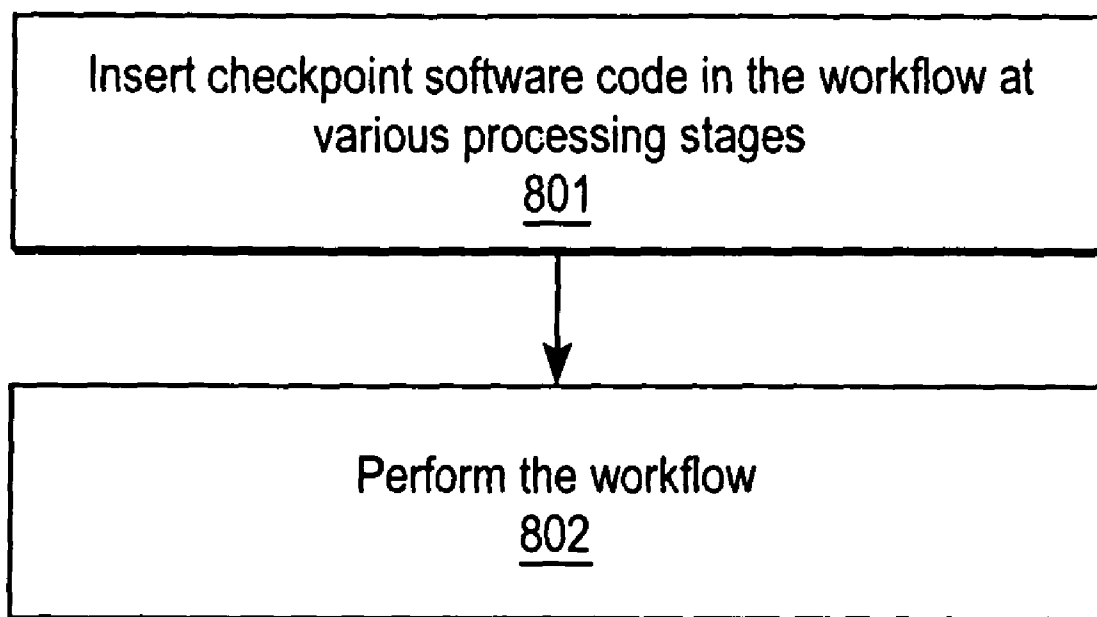 Insert checkpoint software code in the workflow at
various processing stages
801
Perform the workflow
802